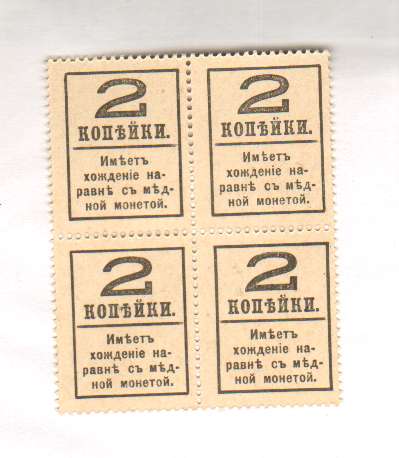 2
КОПѢЙКИ.
Имѣетъ
хожденіе на-
равнѣ съ мѣд-
ной монетой.
2
КОПѢЙКИ.
Имѣетъ
хожденіе на-
равнѣ съ мѣд-
ной монетой.
2
КОПѢЙКИ.
Имѣетъ
хожденіе на-
равнѣ съ мѣд-
ной монетой.
2
КОПѢЙКИ.
Имѣетъ
хожденіе на-
равнѣ съ мѣд-
ной монетой.